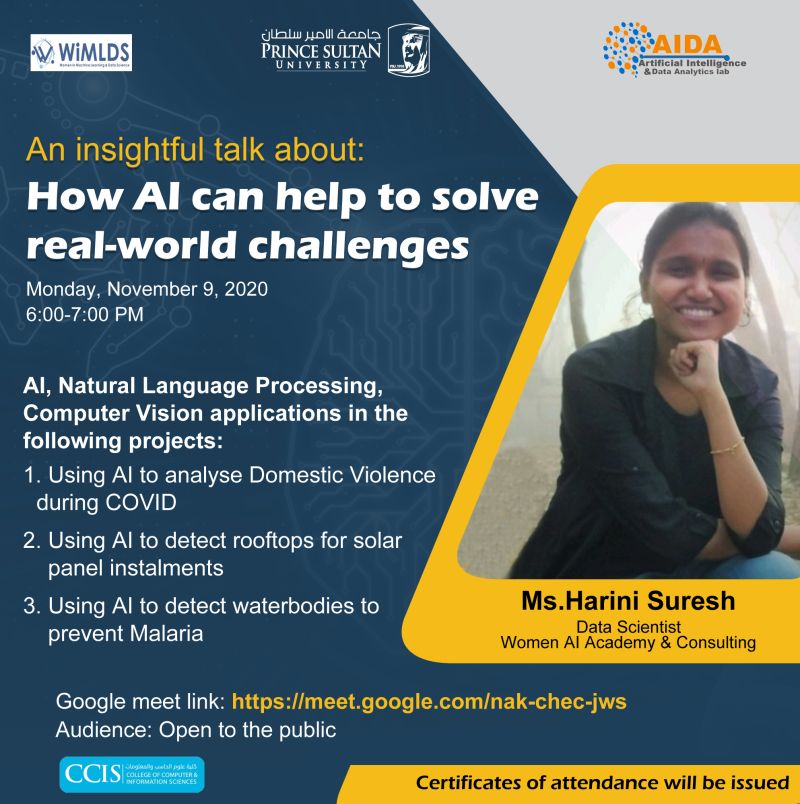 WiMLDS
Women in Machine Learning & Data Science
جامعة الأمير سلطان
PRINCE SULTAN
UNIVERSITY
AIDA
Artificial Intelligence
& Data Analytics lab
An insightful talk about:
How AI can help to solve
real-world challenges
Monday, November 9, 2020
6:00-7:00 PM
AI, Natural Language Processing,
Computer Vision applications in the
following projects:
1. Using AI to analyse Domestic Violence
during COVID
2. Using AI to detect rooftops for solar
panel instalments
3. Using AI to detect waterbodies to
prevent Malaria
Ms.Harini Suresh
Data Scientist
Women AI Academy & Consulting
Google meet link: https://meet.google.com/nak-chec-jws
Audience: Open to the public
CCIS
كلية علوم الحاسب والمعلومات
COLLEGE OF COMPUTER &
INFORMATION SCIENCES
Certificates of attendance will be issued